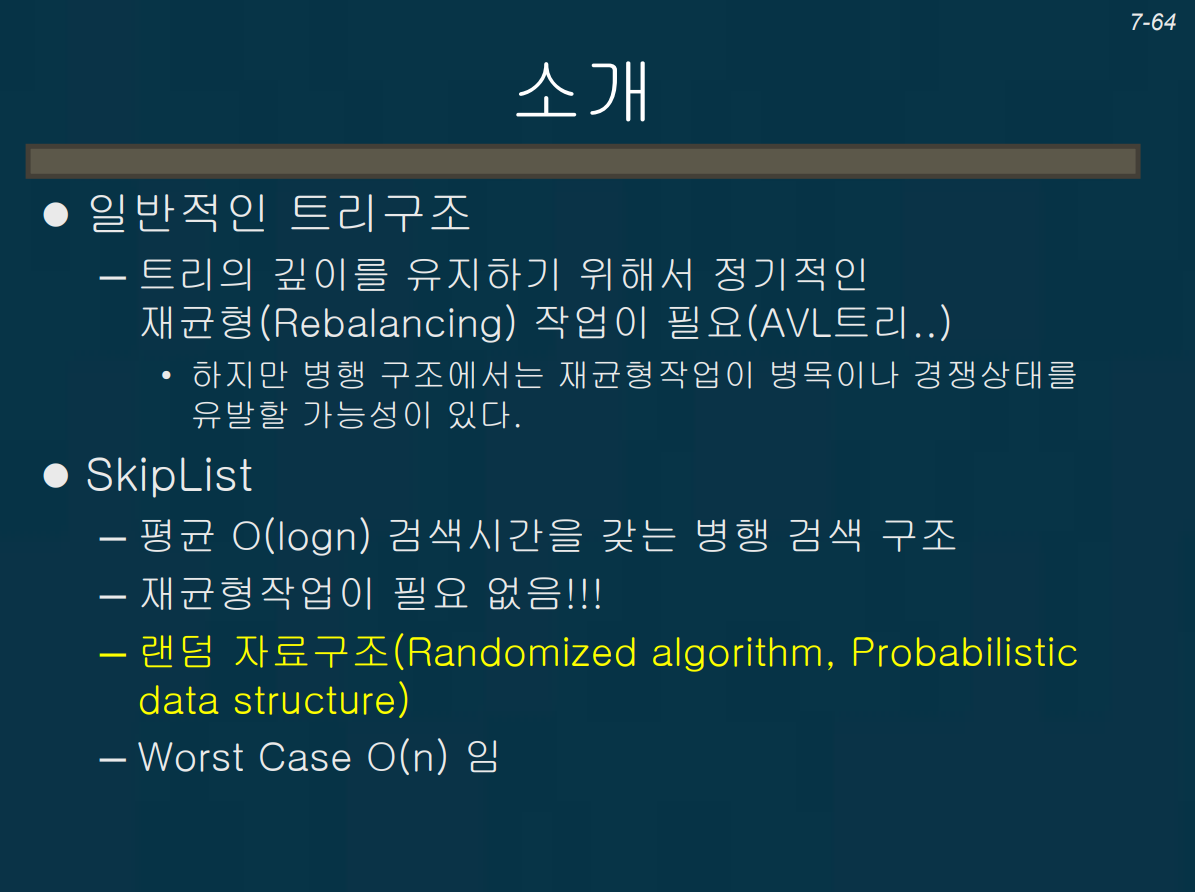 7-64
소개
● 일반적인 트리구조
– 트리의 깊이를 유지하기 위해서 정기적인
재균형(Rebalancing) 작업이 필요(AVL트리..)
• 하지만 병행 구조에서는 재균형작업이 병목이나 경쟁상태를
유발할 가능성이 있다.
● SkipList
– 평균 O(logn) 검색시간을 갖는 병행 검색 구조
– 재균형작업이 필요 없음!!!
– 랜덤 자료구조(Randomized algorithm, Probabilistic
data structure)
– Worst Case O(n) 임